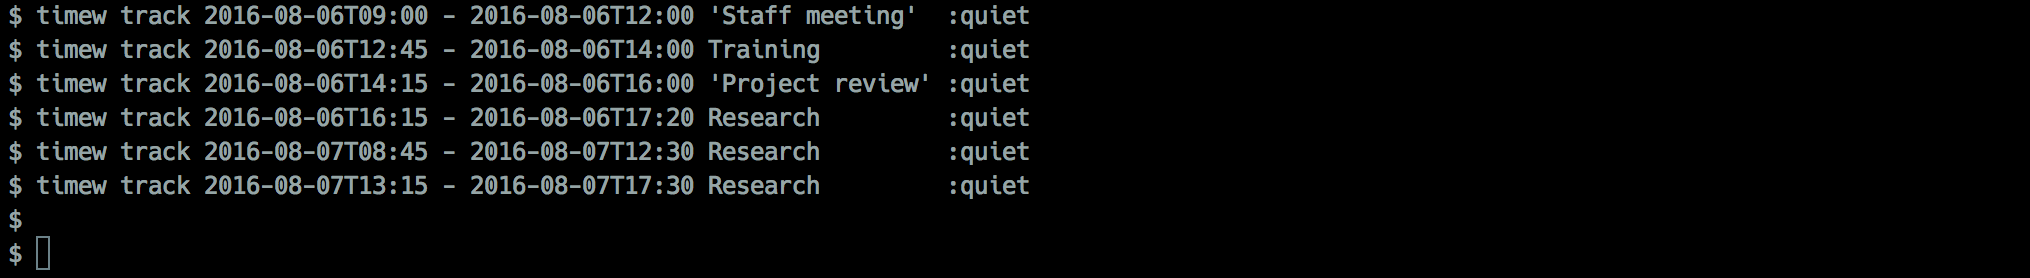 $ timew track 2016-08-06T09:00 - 2016-08-06T12:00 'Staff meeting'  :quiet
$ timew track 2016-08-06T12:45 - 2016-08-06T14:00 Training         :quiet
$ timew track 2016-08-06T14:15 - 2016-08-06T16:00 'Project review' :quiet
$ timew track 2016-08-06T16:15 - 2016-08-06T17:20 Research         :quiet
$ timew track 2016-08-07T08:45 - 2016-08-07T12:30 Research         :quiet
$ timew track 2016-08-07T13:15 - 2016-08-07T17:30 Research         :quiet
$
$